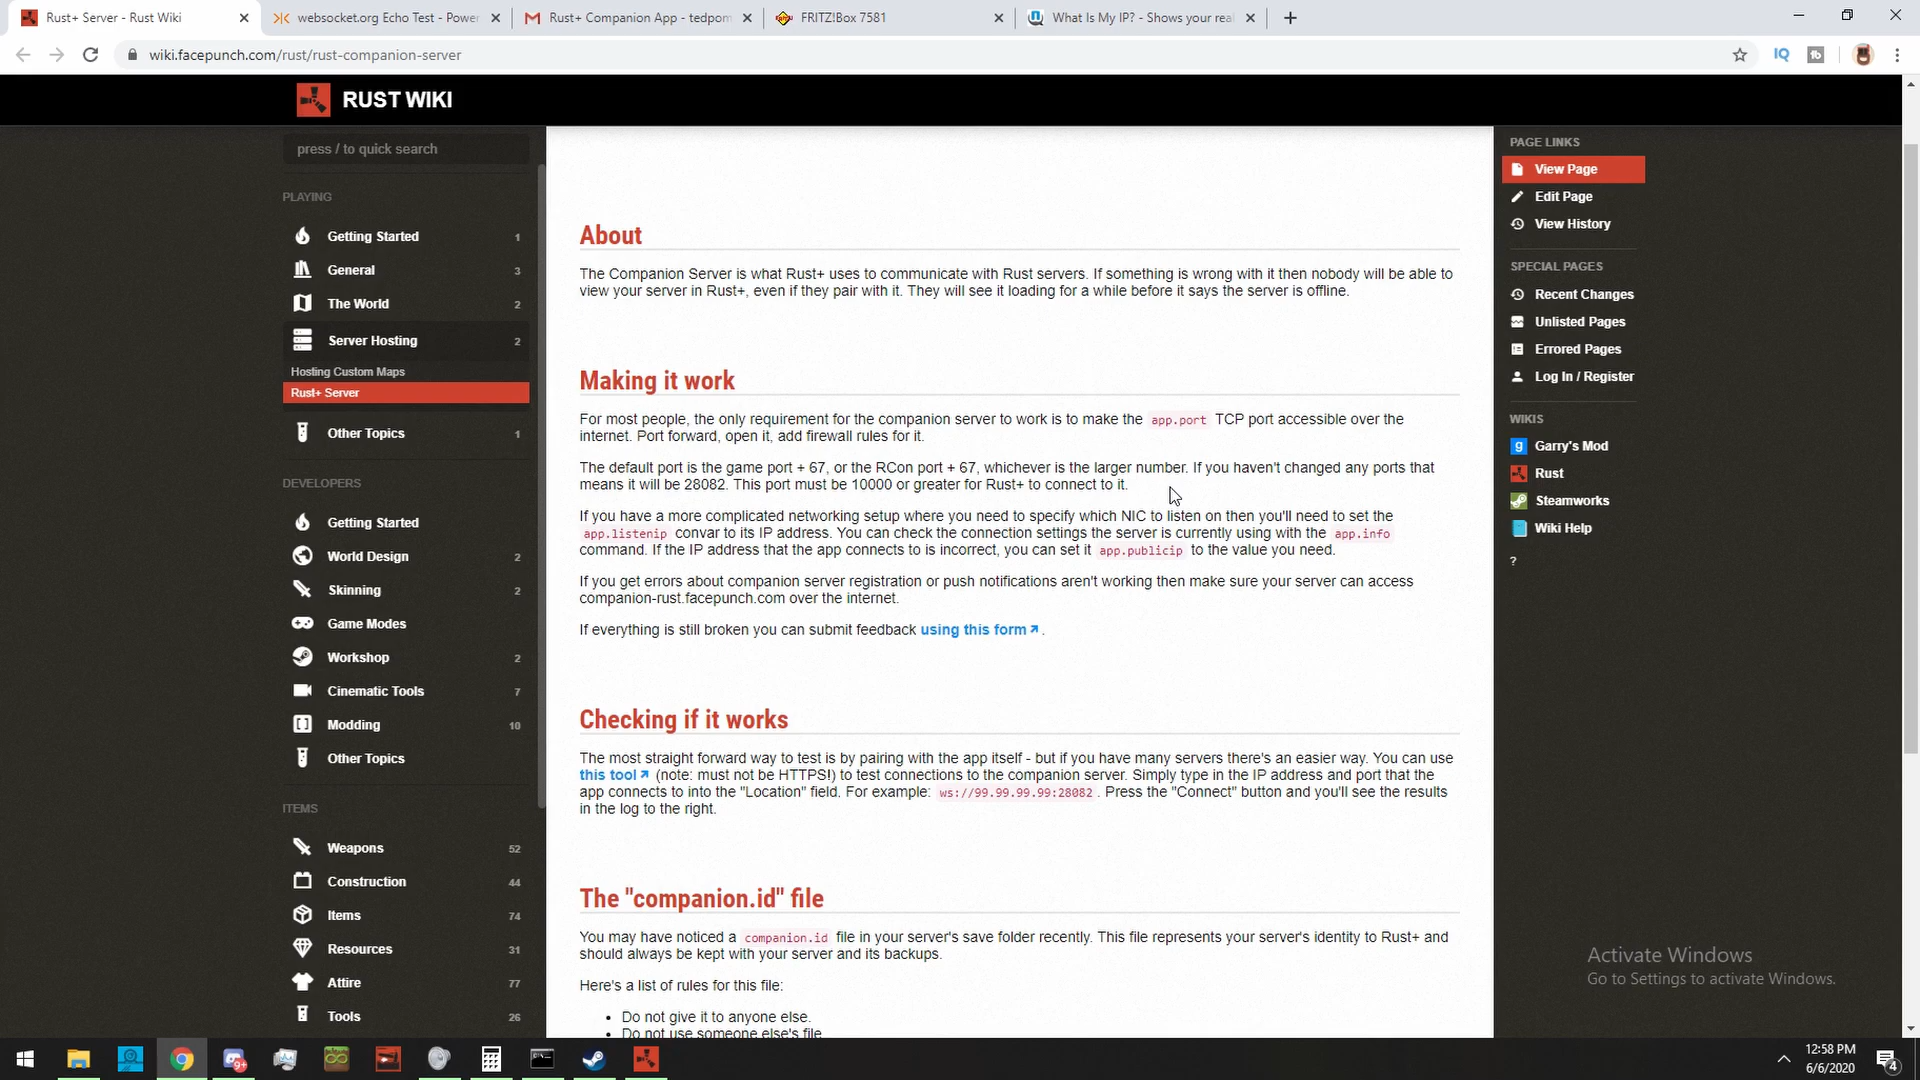 Rust+ Server - Rust Wiki
websocket.org Echo Test - Power
Rust+ Companion App - tedpom
FRITZ!Box 7581
What Is My IP? - Shows your real
wiki.facepunch.com/rust/rust-companion-server
IQ
RUST WIKI
press / to quick search
PLAYING
Getting Started 1
General 3
The World 2
Server Hosting 2
Hosting Custom Maps
Rust+ Server
Other Topics 1
DEVELOPERS
Getting Started
World Design 2
Skinning 2
Game Modes
Workshop 2
Cinematic Tools 7
Modding 10
Other Topics
ITEMS
Weapons 52
Construction 44
Items 74
Resources 31
Attire 77
Tools 26
About
The Companion Server is what Rust+ uses to communicate with Rust servers. If something is wrong with it then nobody will be able to
view your server in Rust+, even if they pair with it. They will see it loading for a while before it says the server is offline.
Making it work
For most people, the only requirement for the companion server to work is to make the app.port TCP port accessible over the
internet. Port forward, open it, add firewall rules for it.
The default port is the game port + 67, or the RCon port + 67, whichever is the larger number. If you haven't changed any ports that
means it will be 28082. This port must be 10000 or greater for Rust+ to connect to it.
If you have a more complicated networking setup where you need to specify which NIC to listen on then you'll need to set the
app.listenip convar to its IP address. You can check the connection settings the server is currently using with the app.info
command. If the IP address that the app connects to is incorrect, you can set it app.publicip to the value you need.
If you get errors about companion server registration or push notifications aren't working then make sure your server can access
companion-rust.facepunch.com over the internet.
If everything is still broken you can submit feedback using this form.
Checking if it works
The most straight forward way to test is by pairing with the app itself - but if you have many servers there's an easier way. You can use
this tool (note: must not be HTTPS!) to test connections to the companion server. Simply type in the IP address and port that the
app connects to into the "Location" field. For example: ws://99.99.99.99:28082. Press the "Connect" button and you'll see the results
in the log to the right.
The "companion.id" file
You may have noticed a companion.id file in your server's save folder recently. This file represents your server's identity to Rust+ and
should always be kept with your server and its backups.
Here's a list of rules for this file:
• Do not give it to anyone else.
• Do not use someone else's file
PAGE LINKS
View Page
Edit Page
View History
SPECIAL PAGES
Recent Changes
Unlisted Pages
Errored Pages
Log In / Register
WIKIS
g Garry's Mod
Rust
Steamworks
Wiki Help
?
Activate Windows
Go to Settings to activate Windows.
9+
12:58 PM
6/6/2020
4